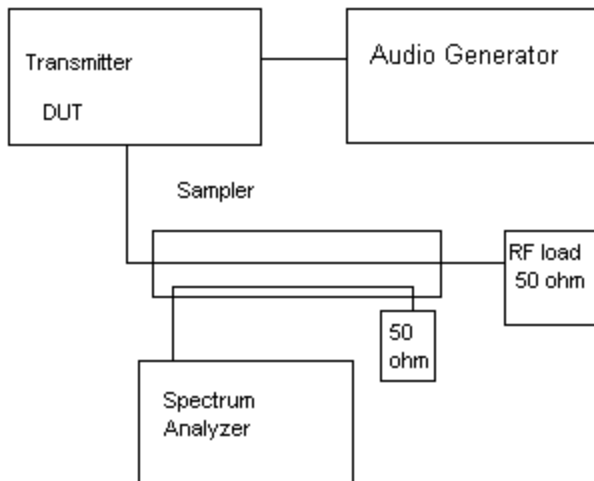 Transmitter
DUT
Audio Generator
Sampler
RF load
50 ohm
50
ohm
Spectrum
Analyzer